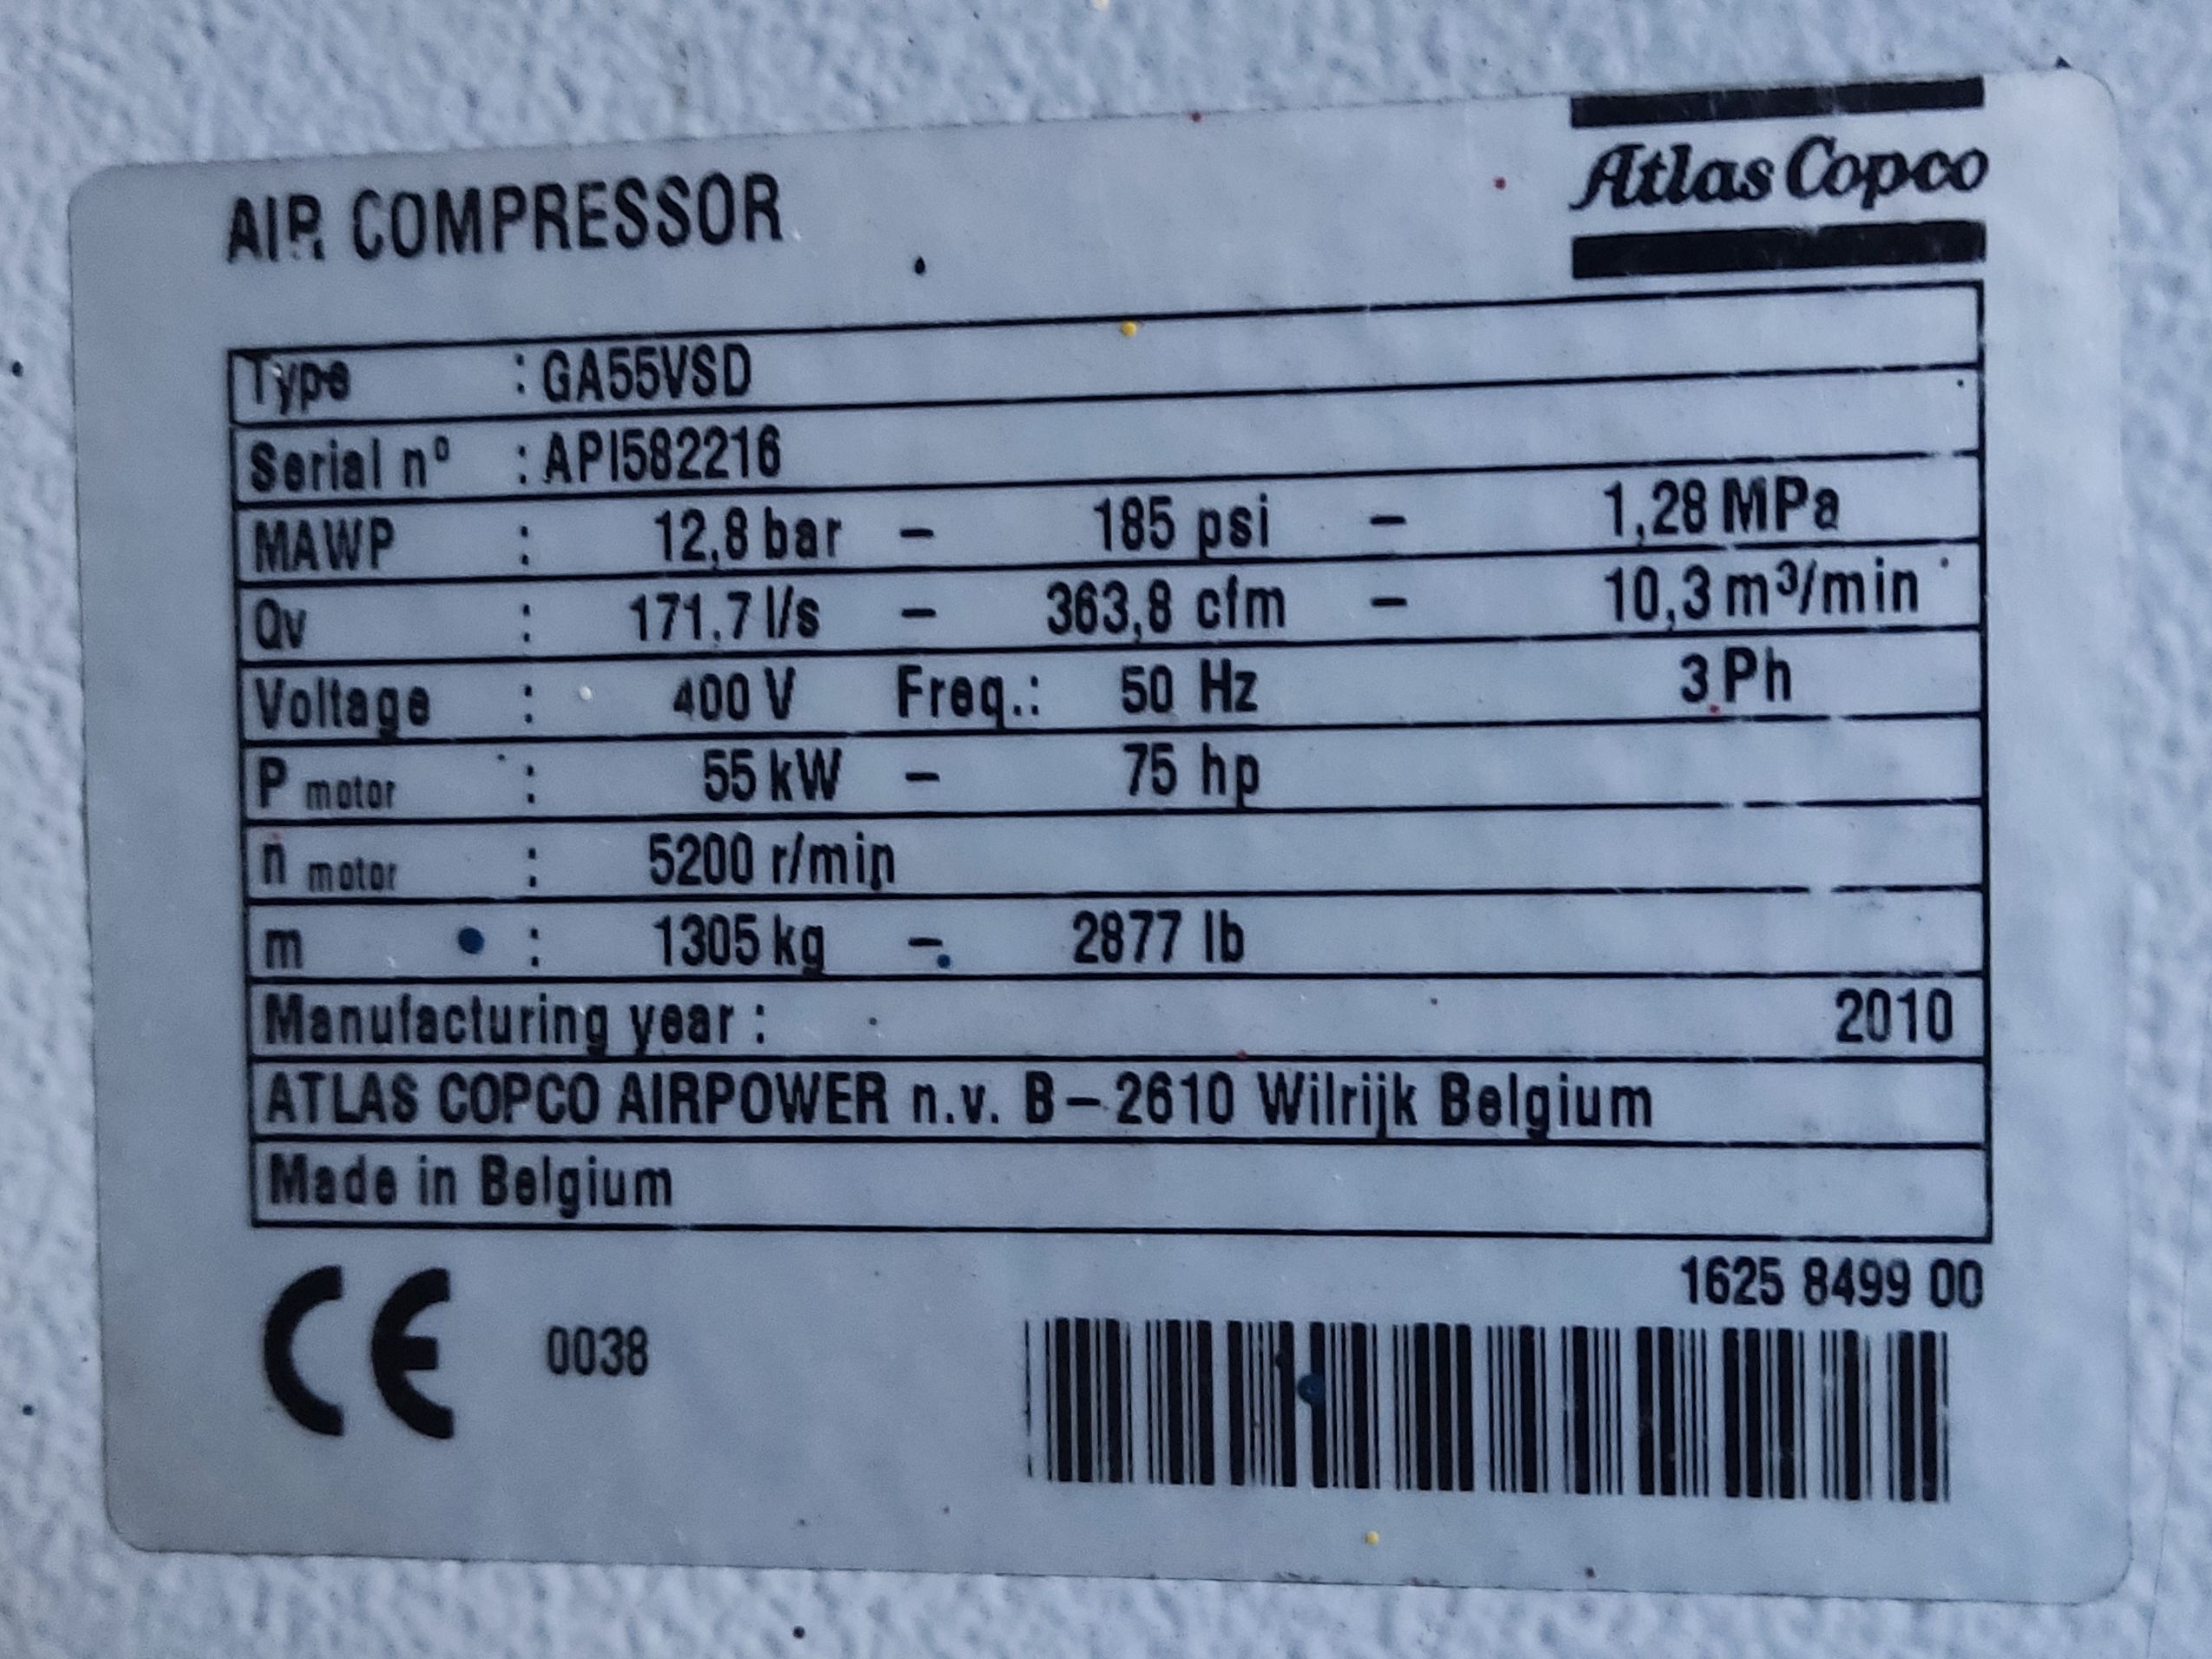 Atlas Copco
AIR COMPRESSOR
Type : GA55VSD
Serial nº : API582216
MAWP : 12,8 bar – 185 psi – 1,28 MPa
Qv : 171,7 l/s – 363,8 cfm – 10,3 m³/min
Voltage : 400 V Freq.: 50 Hz 3 Ph
P motor : 55 kW – 75 hp
n motor : 5200 r/min
m : 1305 kg – 2877 lb
Manufacturing year : 2010
ATLAS COPCO AIRPOWER n.v. B–2610 Wilrijk Belgium
Made in Belgium
1625 8499 00
CE 0038